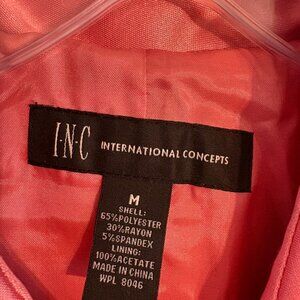 I·N·C INTERNATIONAL CONCEPTS
M
SHELL:
65%POLYESTER
30%RAYON
5%SPANDEX
LINING:
100%ACETATE
MADE IN CHINA
WPL 8046